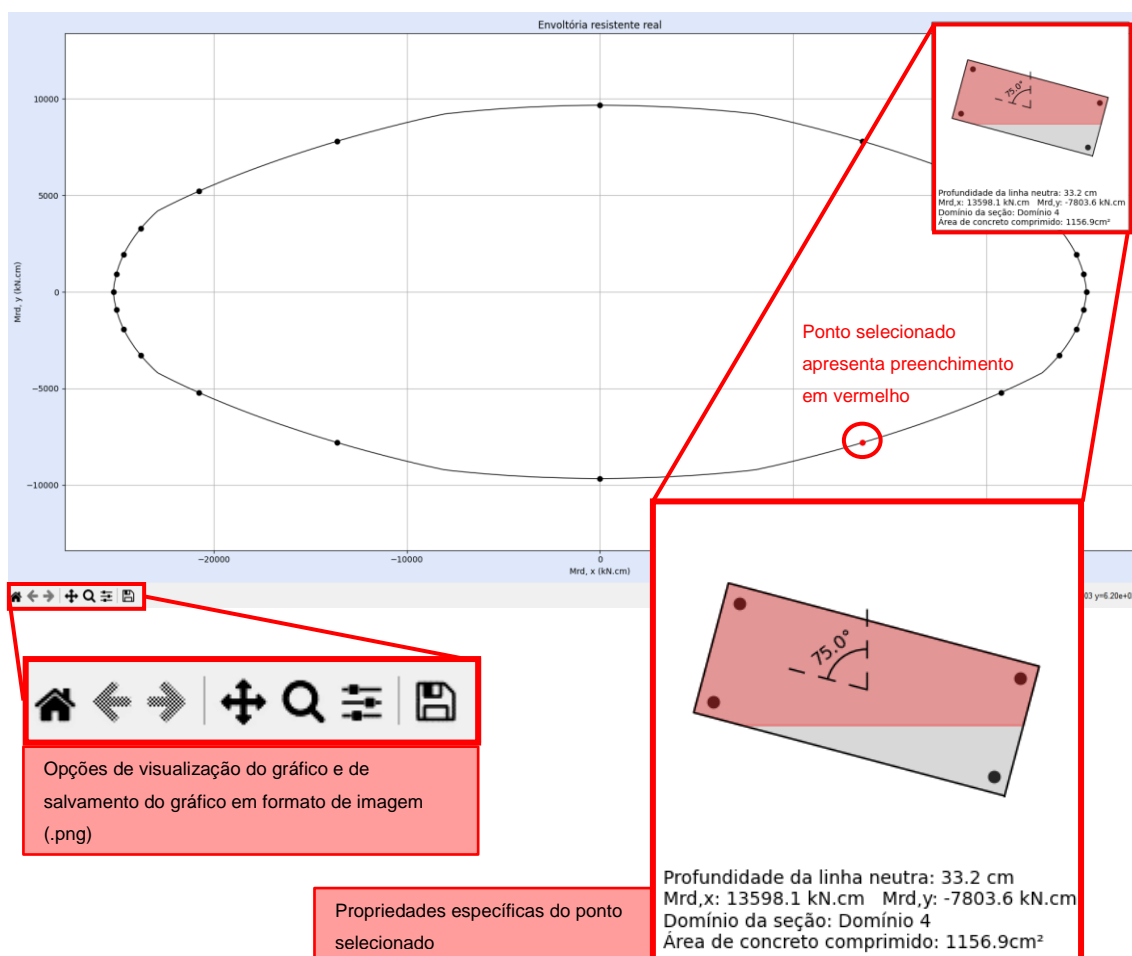 Envoltória resistente real
75.0°
Profundidade da linha neutra: 33.2 cm
Mrd,x: 13598.1 kN.cm Mrd,y: -7803.6 kN.cm
Domínio da seção: Domínio 4
Área de concreto comprimido: 1156.9cm²
10000
5000
0
−5000
−10000
Mrd, y (kN.cm)
Ponto selecionado
apresenta preenchimento
em vermelho
−20000
−10000
0
Mrd, x (kN.cm)
03 y=6.20e+0
75.0°
Opções de visualização do gráfico e de
salvamento do gráfico em formato de imagem
(.png)
Propriedades específicas do ponto
selecionado
Profundidade da linha neutra: 33.2 cm
Mrd,x: 13598.1 kN.cm Mrd,y: -7803.6 kN.cm
Domínio da seção: Domínio 4
Área de concreto comprimido: 1156.9cm²